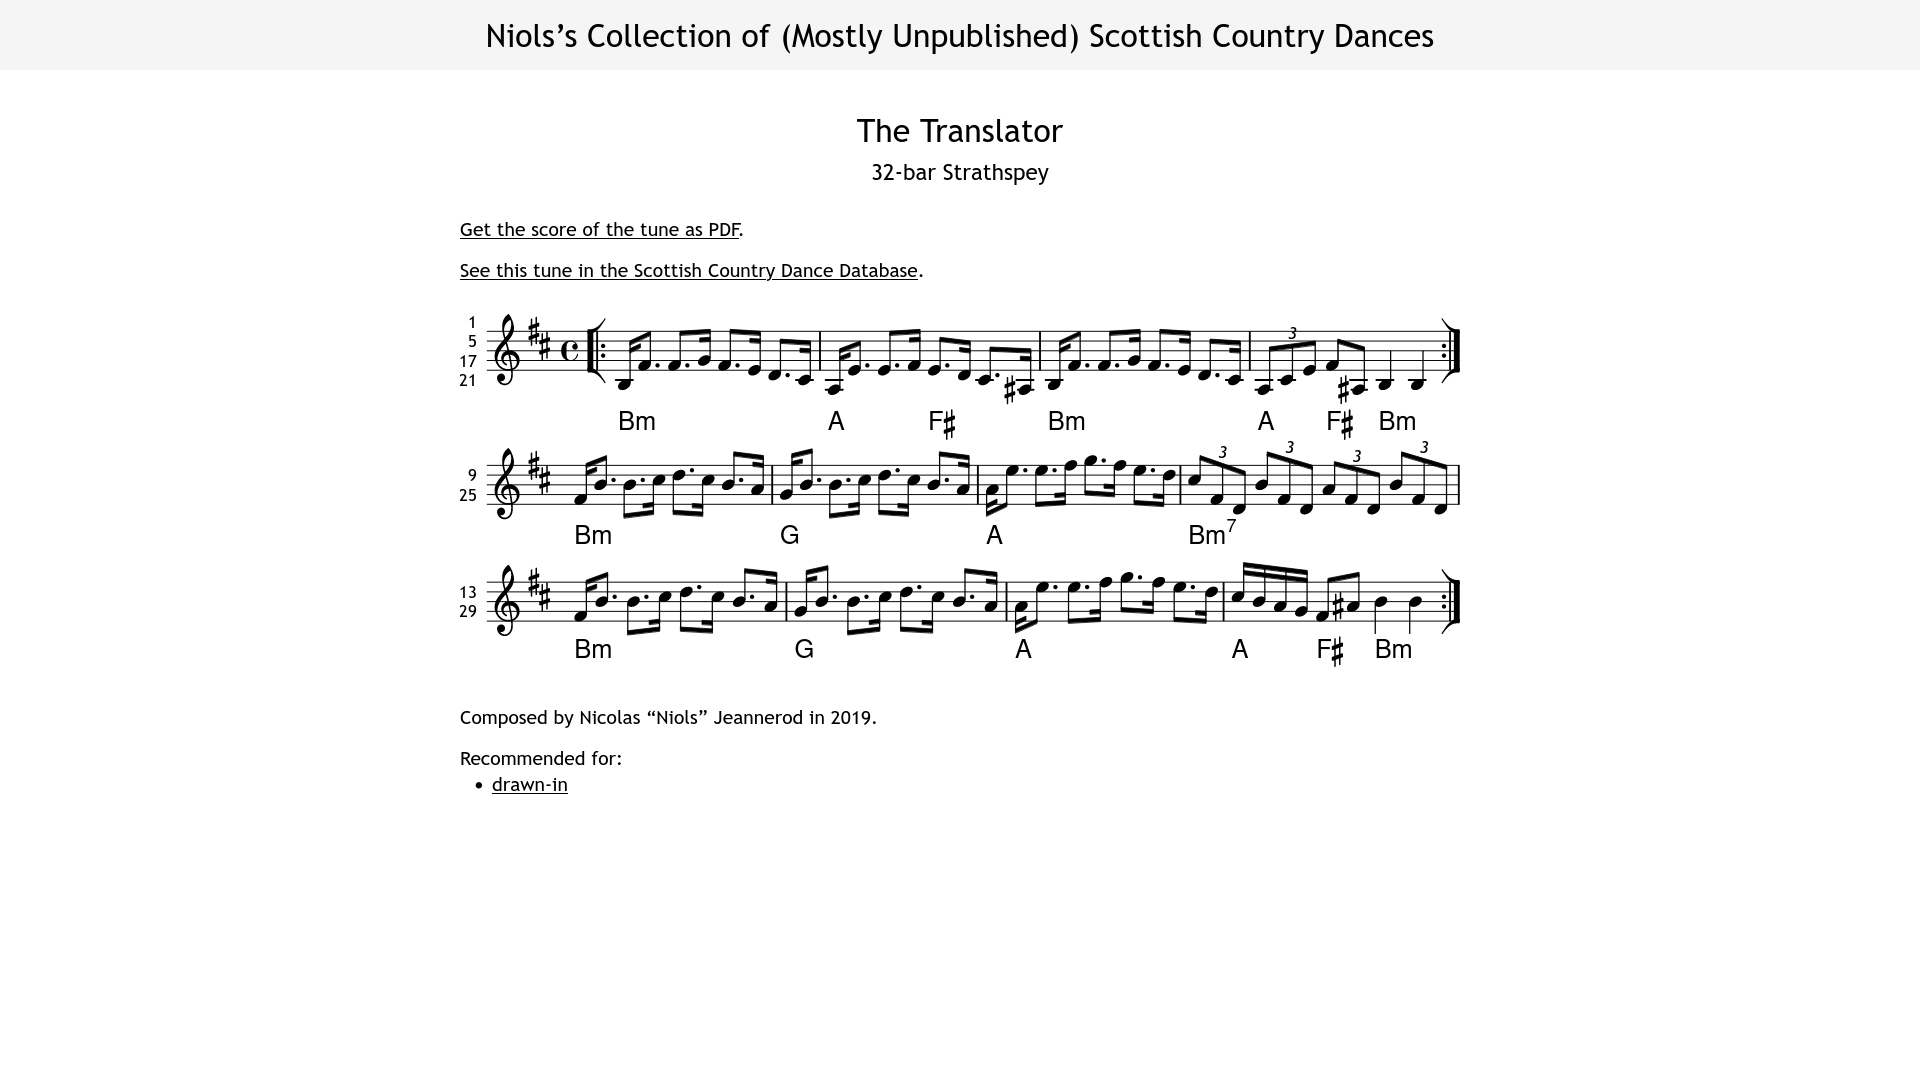 Niols’s Collection of (Mostly Unpublished) Scottish Country Dances
The Translator
32-bar Strathspey
Get the score of the tune as PDF.
See this tune in the Scottish Country Dance Database.
1
5
17
21
3
Bm A F♯ Bm A F♯ Bm
9
25
3 3 3 3
Bm G A Bm7
13
29
Bm G A A F♯ Bm
Composed by Nicolas “Niols” Jeannerod in 2019.
Recommended for:
• drawn-in